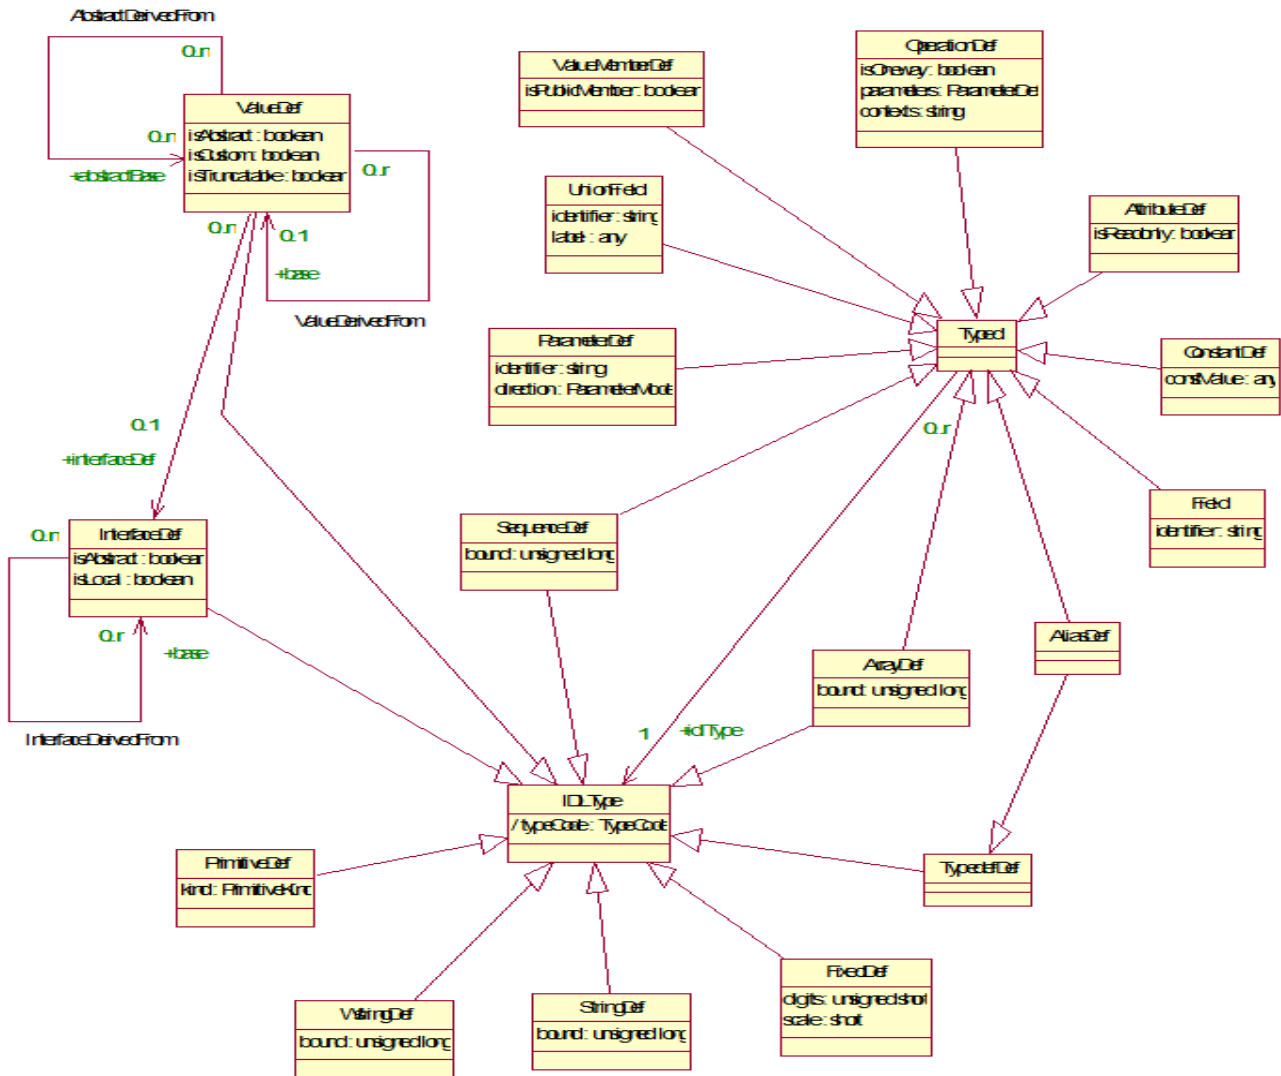 AbstractDerivedFrom
0..n
ValueDef
isAbstract : boolean
isCustom : boolean
isTruncatable : boolean
0..n
+abstractBase
0..n
0..n
0..1
+base
ValueDerivedFrom
0..1
+interfaceDef
InterfaceDef
isAbstract : boolean
isLocal : boolean
0..n
0..n
+base
InterfaceDerivedFrom
ValueMemberDef
isPublicMember : boolean
OperationDef
isOneway : boolean
parameters : ParameterDef
contexts : string
UnionField
identifier : string
label : any
AttributeDef
isReadonly : boolean
Typed
ParameterDef
identifier : string
direction : ParameterMode
ConstantDef
constValue : any
0..n
Field
identifier : string
SequenceDef
bound : unsigned long
AliasDef
ArrayDef
bound : unsigned long
1
+idlType
IDLType
/ typeCode : TypeCode
PrimitiveDef
kind : PrimitiveKind
TypedefDef
FixedDef
digits : unsigned short
scale : short
WstringDef
bound : unsigned long
StringDef
bound : unsigned long